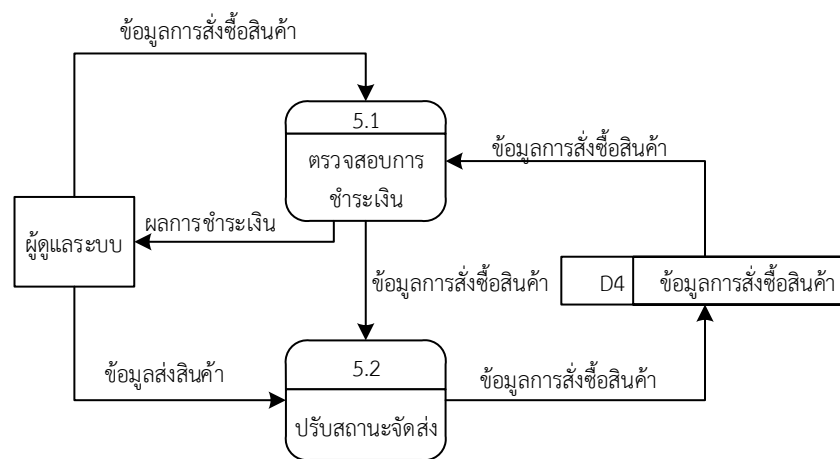 ข้อมูลการสั่งซื้อสินค้า
5.1
ตรวจสอบการ
ชำระเงิน
ข้อมูลการสั่งซื้อสินค้า
ผลการชำระเงิน
ผู้ดูแลระบบ
ข้อมูลการสั่งซื้อสินค้า
D4 ข้อมูลการสั่งซื้อสินค้า
5.2
ข้อมูลส่งสินค้า
ข้อมูลการสั่งซื้อสินค้า
ปรับสถานะจัดส่ง